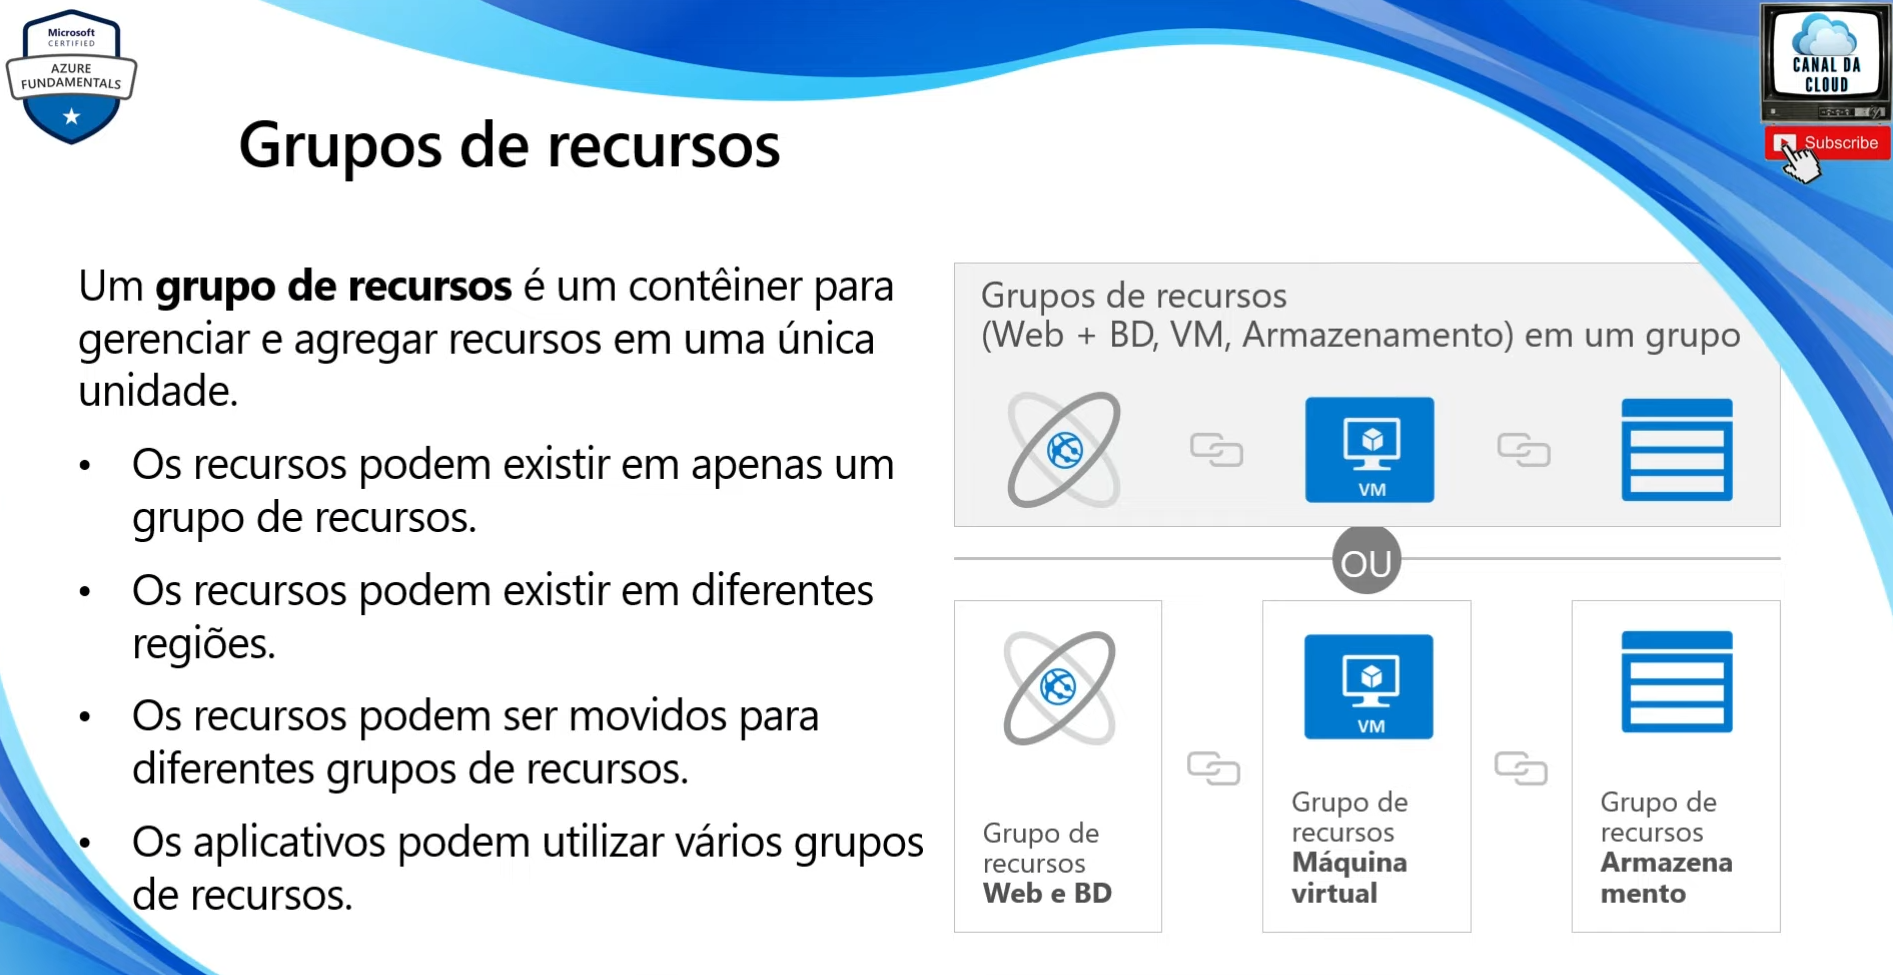 Microsoft
CERTIFIED
AZURE
FUNDAMENTALS
CANAL DA
CLOUD
Subscribe
Grupos de recursos
Um grupo de recursos é um contêiner para
gerenciar e agregar recursos em uma única
unidade.
• Os recursos podem existir em apenas um
grupo de recursos.
• Os recursos podem existir em diferentes
regiões.
• Os recursos podem ser movidos para
diferentes grupos de recursos.
• Os aplicativos podem utilizar vários grupos
de recursos.
Grupos de recursos
(Web + BD, VM, Armazenamento) em um grupo
VM
OU
Grupo de
recursos
Web e BD
VM
Grupo de
recursos
Máquina
virtual
Grupo de
recursos
Armazena
mento